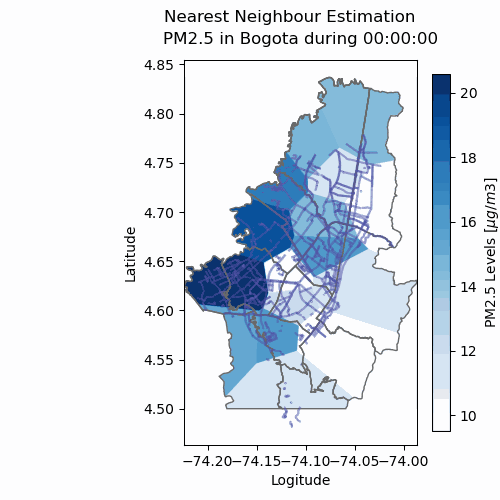 Nearest Neighbour Estimation
PM2.5 in Bogota during 00:00:00
4.85
4.80
4.75
4.70
4.65
4.60
4.55
4.50
Latitude
−74.20 −74.15 −74.10 −74.05 −74.00
Logitude
20
18
16
14
12
10
PM2.5 Levels [μg/m3]